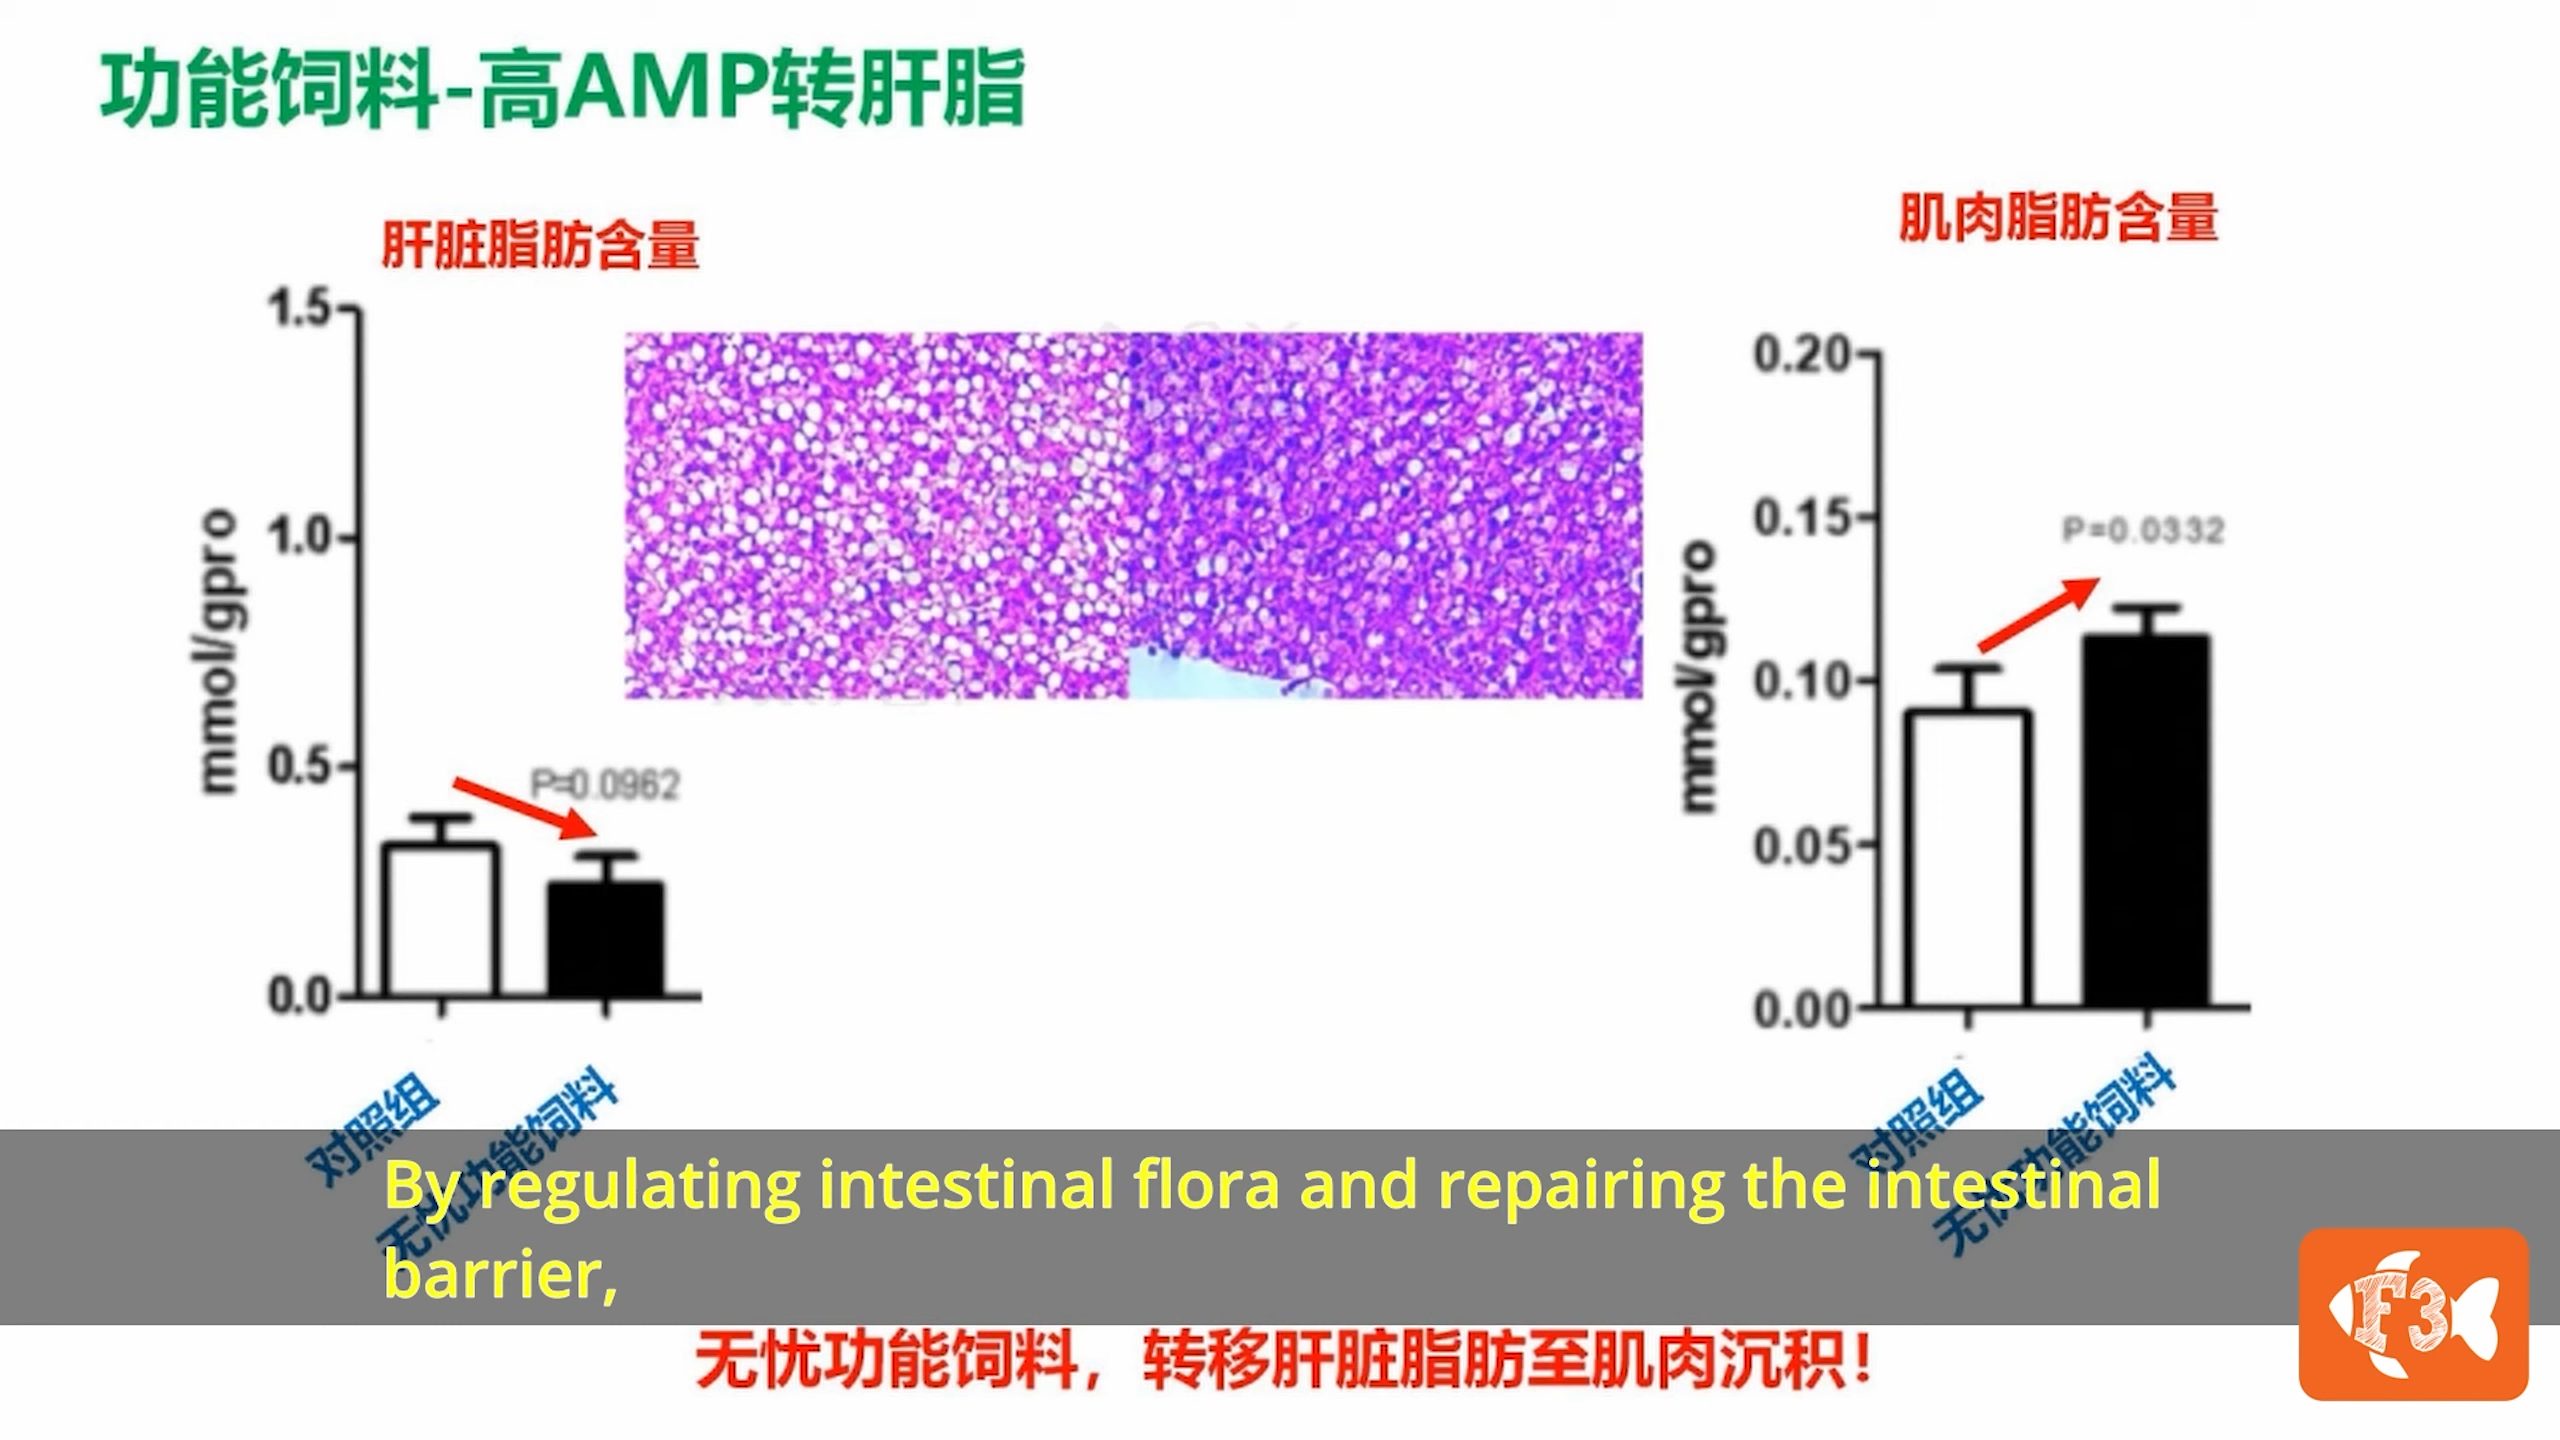 功能饲料-高AMP转肝脂
肝脏脂肪含量
1.5
1.0
0.5
0.0
mmol/gpro
P=0.0962
对照组
无忧功能饲料
肌肉脂肪含量
0.20
0.15
0.10
0.05
0.00
mmol/gpro
P=0.0332
对照组
无忧功能饲料
By regulating intestinal flora and repairing the intestinal
barrier,
无忧功能饲料，转移肝脏脂肪至肌肉沉积！
F3